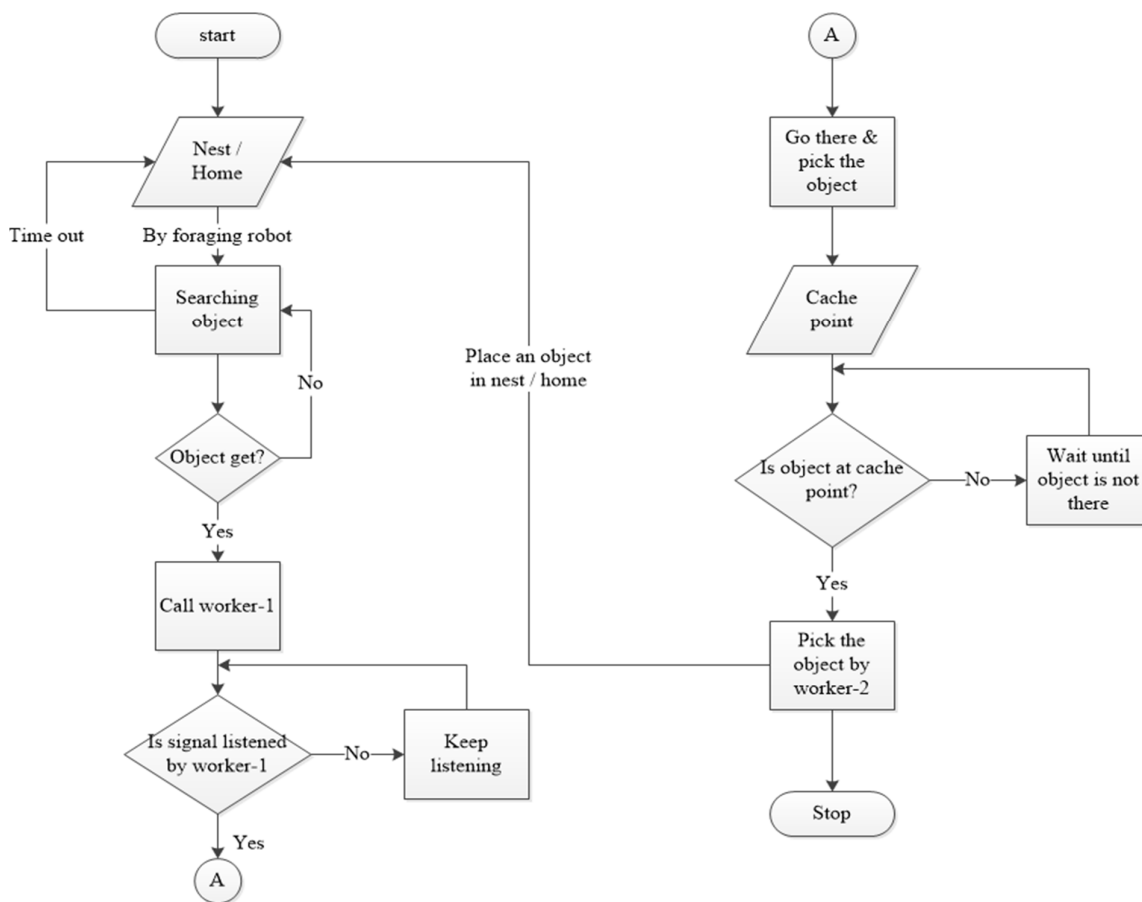 start
Nest /
Home
Time out
By foraging robot
Searching
object
No
Object get?
Yes
Call worker-1
Is signal listened
by worker-1
No
Keep
listening
Yes
A
Place an object
in nest / home
A
Go there &
pick the
object
Cache
point
Is object at cache
point?
No
Wait until
object is not
there
Yes
Pick the
object by
worker-2
Stop